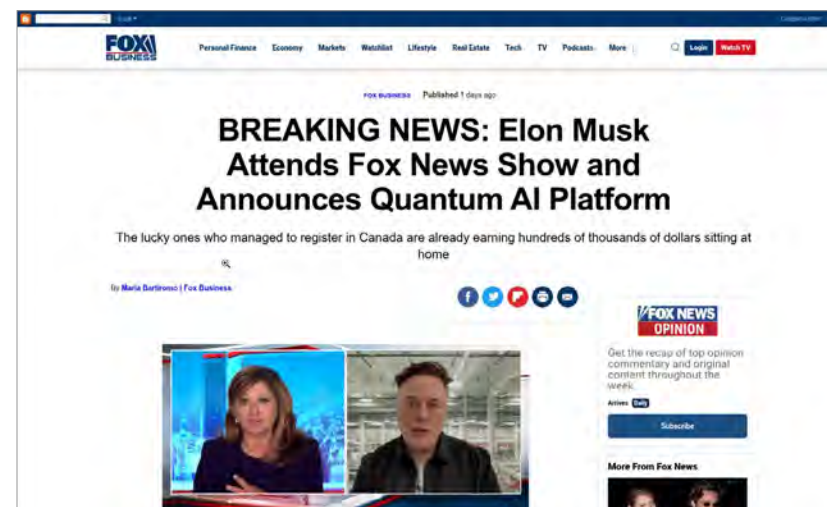 FOX
BUSINESS
Personal Finance Economy Markets Watchlist Lifestyle Real Estate Tech TV Podcasts More Login Watch TV
FOX BUSINESS Published 1 days ago
BREAKING NEWS: Elon Musk
Attends Fox News Show and
Announces Quantum AI Platform
The lucky ones who managed to register in Canada are already earning hundreds of thousands of dollars sitting at
home
By Maria Bartiromo | Fox Business
FOX NEWS
OPINION
Get the recap of top opinion
commentary and original
content throughout the
week.
Arrives Daily
Subscribe
More From Fox News